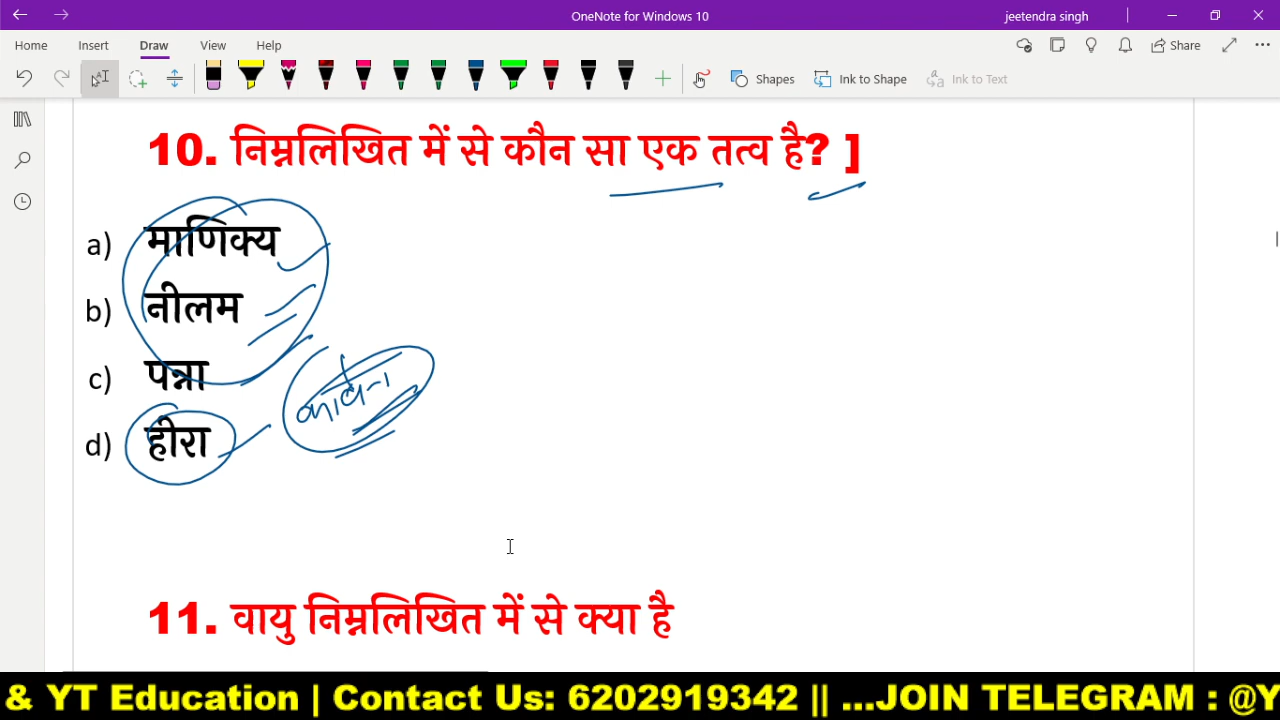 OneNote for Windows 10
jeetendra singh
Home Insert Draw View Help
Share
Shapes Ink to Shape Ink to Text
10. निम्नलिखित में से कौन सा एक तत्व है? ]
a) माणिक्य
b) नीलम
c) पन्ना
d) हीरा
कार्बन
11. वायु निम्नलिखित में से क्या है
& YT Education | Contact Us: 6202919342 || ...JOIN TELEGRAM : @Y